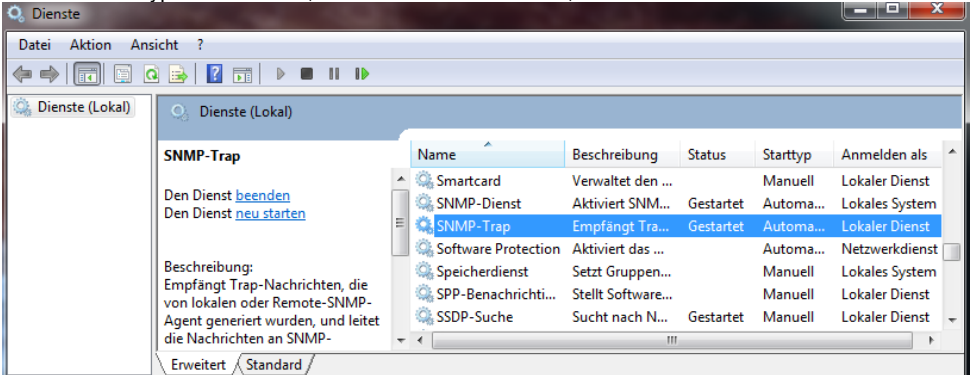 Dienste
Datei Aktion Ansicht ?
Dienste (Lokal)
Dienste (Lokal)
SNMP-Trap
Den Dienst beenden
Den Dienst neu starten
Beschreibung:
Empfängt Trap-Nachrichten, die
von lokalen oder Remote-SNMP-
Agent generiert wurden, und leitet
die Nachrichten an SNMP-
Name Beschreibung Status Starttyp Anmelden als
Smartcard Verwaltet den ... Manuell Lokaler Dienst
SNMP-Dienst Aktiviert SNM... Gestartet Automa... Lokales System
SNMP-Trap Empfängt Tra... Gestartet Automa... Lokaler Dienst
Software Protection Aktiviert das ... Automa... Netzwerkdienst
Speicherdienst Setzt Gruppen... Manuell Lokales System
SPP-Benachrichti... Stellt Software... Manuell Lokaler Dienst
SSDP-Suche Sucht nach N... Gestartet Manuell Lokaler Dienst
Erweitert Standard